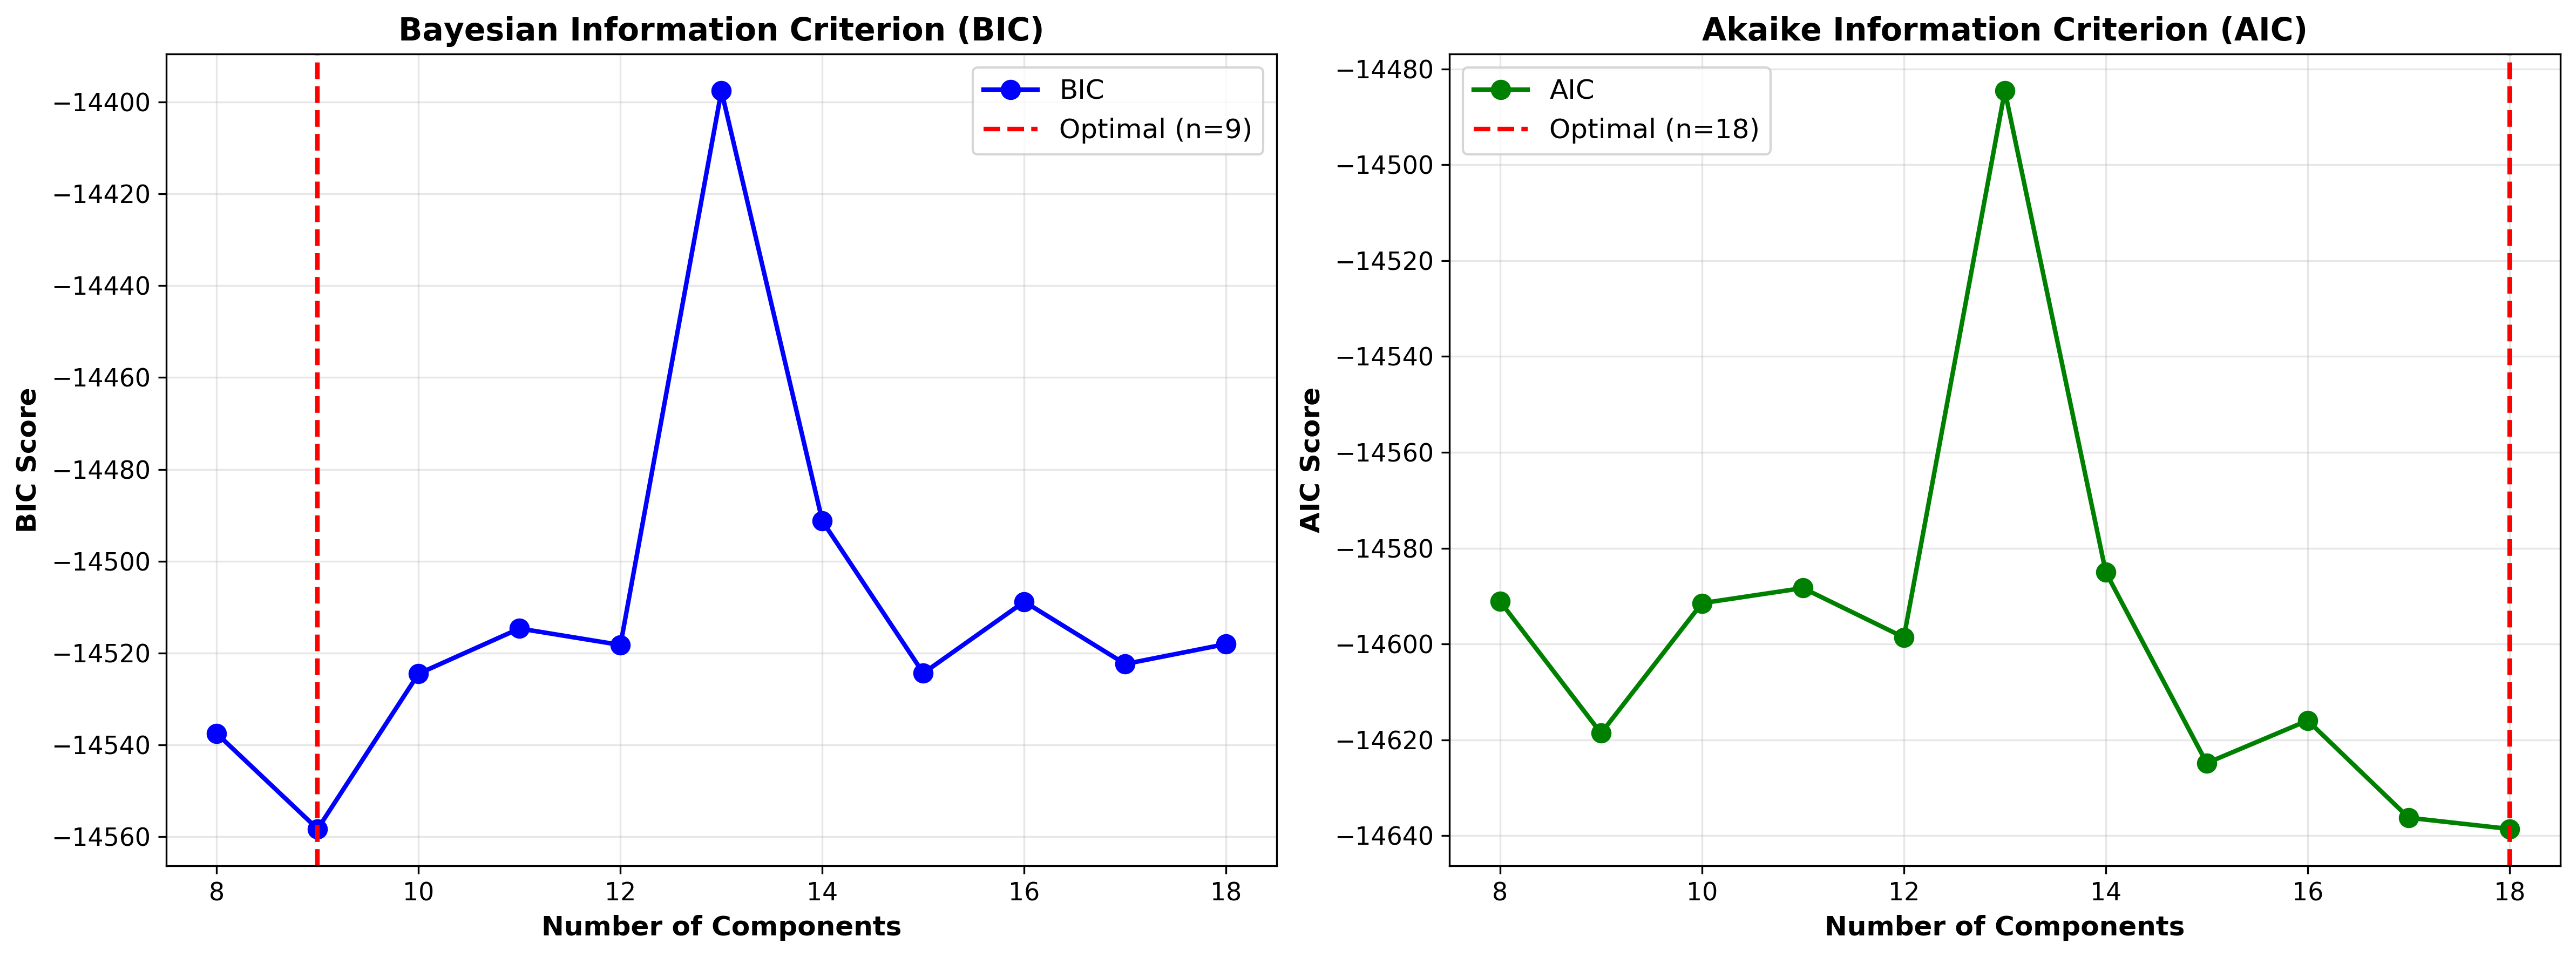 Bayesian Information Criterion (BIC)
BIC Score
−14400
−14420
−14440
−14460
−14480
−14500
−14520
−14540
−14560
BIC
Optimal (n=9)
8 10 12 14 16 18
Number of Components
Akaike Information Criterion (AIC)
AIC Score
−14480
−14500
−14520
−14540
−14560
−14580
−14600
−14620
−14640
AIC
Optimal (n=18)
8 10 12 14 16 18
Number of Components